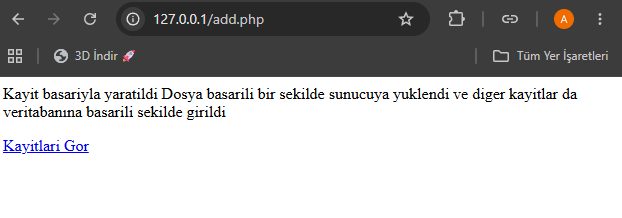 127.0.0.1/add.php
A
3D İndir 🚀
Tüm Yer İşaretleri
Kayit basariyla yaratildi Dosya basarili bir sekilde sunucuya yuklendi ve diger kayitlar da
veritabanına basarili sekilde girildi
Kayitlari Gor